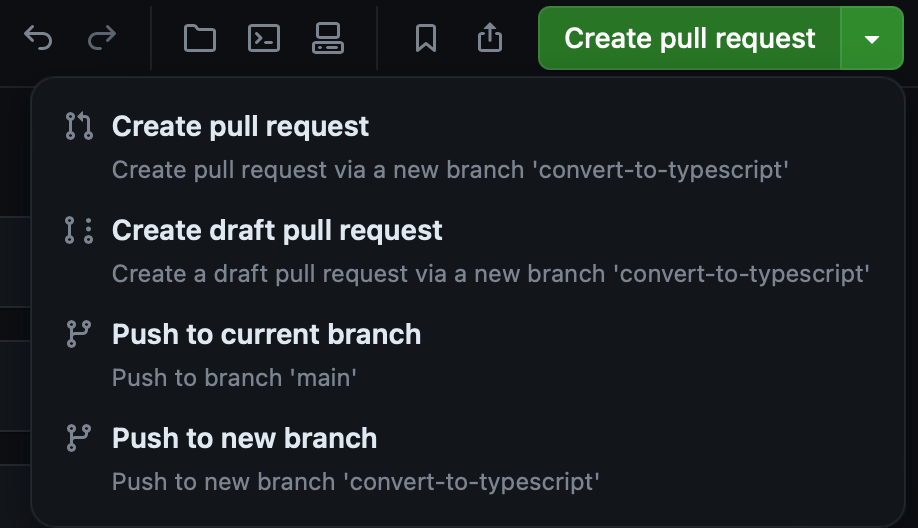 Create pull request
Create pull request
Create pull request via a new branch 'convert-to-typescript'
Create draft pull request
Create a draft pull request via a new branch 'convert-to-typescript'
Push to current branch
Push to branch 'main'
Push to new branch
Push to new branch 'convert-to-typescript'